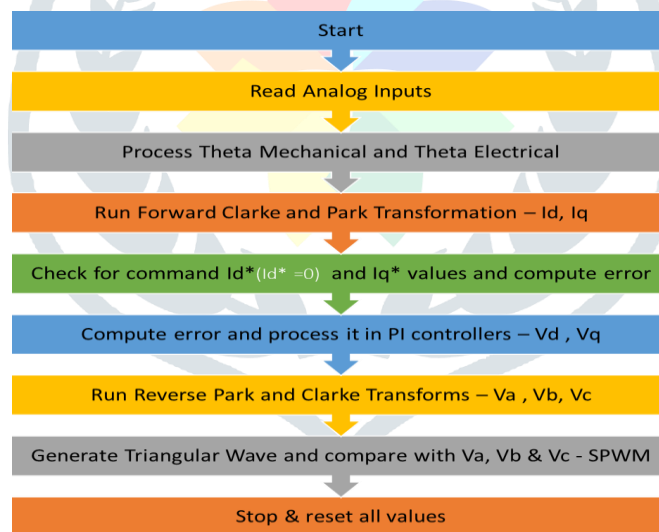 Start
Read Analog Inputs
Process Theta Mechanical and Theta Electrical
Run Forward Clarke and Park Transformation – Id, Iq
Check for command Id*(Id* =0) and Iq* values and compute error
Compute error and process it in PI controllers – Vd , Vq
Run Reverse Park and Clarke Transforms – Va , Vb, Vc
Generate Triangular Wave and compare with Va, Vb & Vc - SPWM
Stop & reset all values